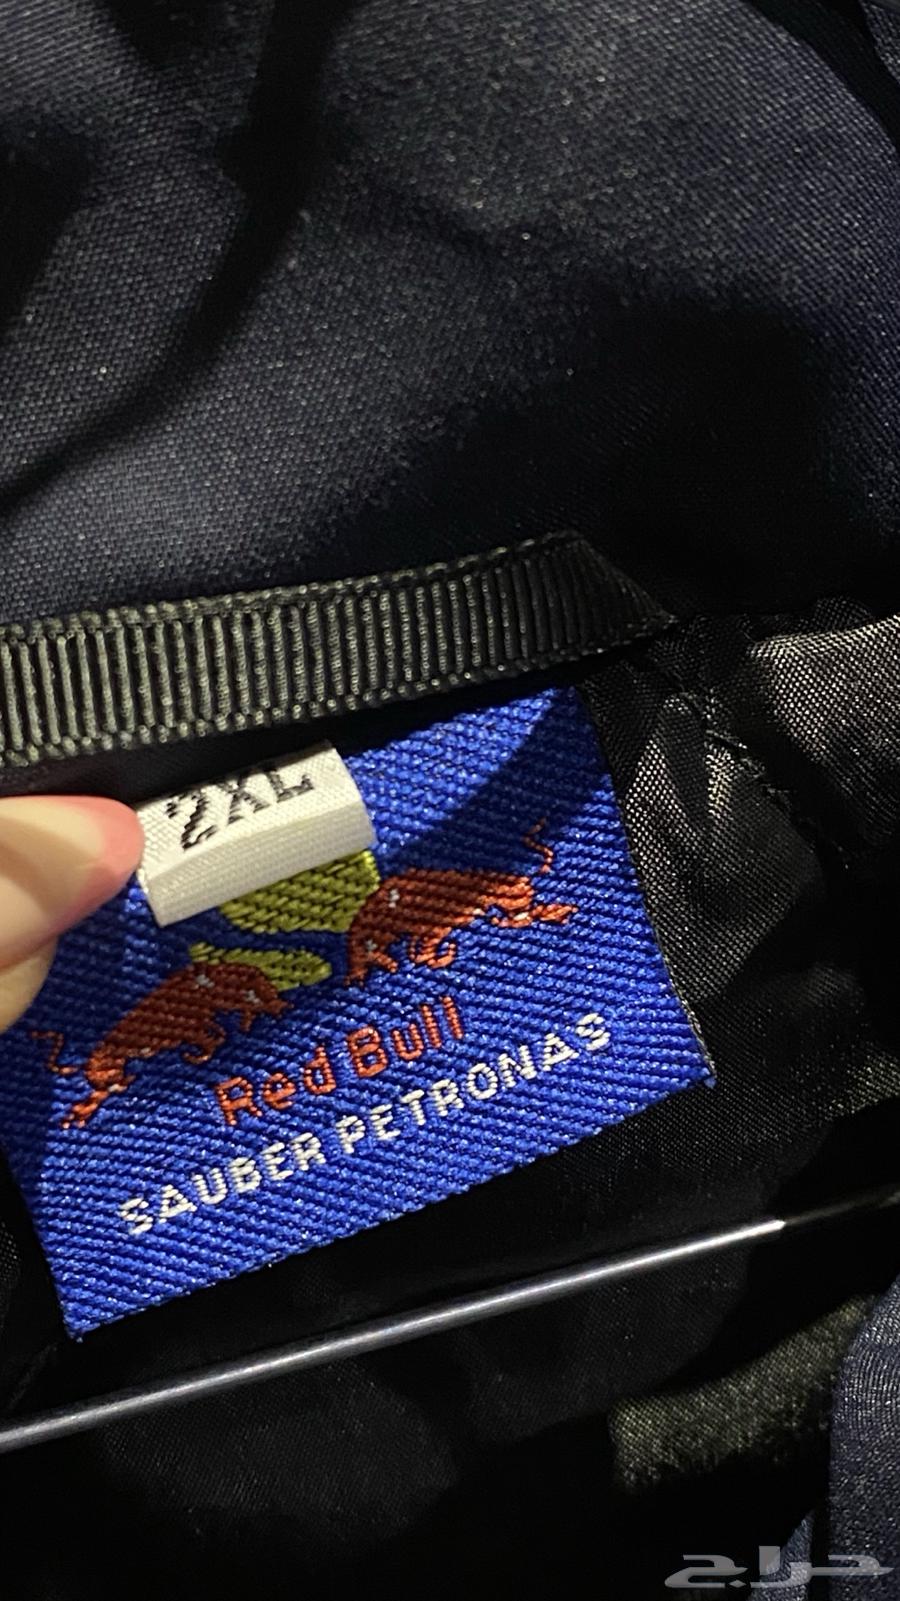 2XL
Red Bull
SAUBER PETRONAS
حراج